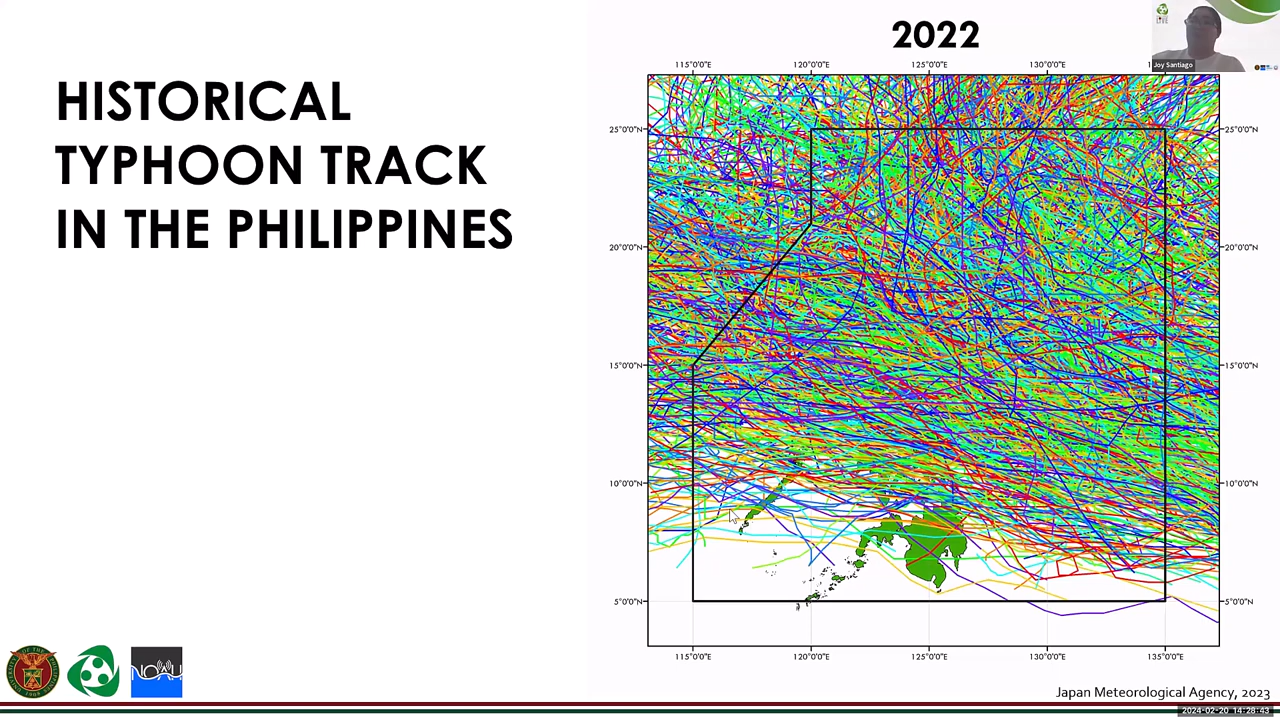 2022
HISTORICAL
TYPHOON TRACK
IN THE PHILIPPINES
Joy Santiago
115°0'0"E 120°0'0"E 125°0'0"E 130°0'0"E
25°0'0"N 25°0'0"N
20°0'0"N 20°0'0"N
15°0'0"N 15°0'0"N
10°0'0"N 10°0'0"N
5°0'0"N 5°0'0"N
115°0'0"E 120°0'0"E 125°0'0"E 130°0'0"E 135°0'0"E
NOAH
Japan Meteorological Agency, 2023
2024-02-20 14:28:43